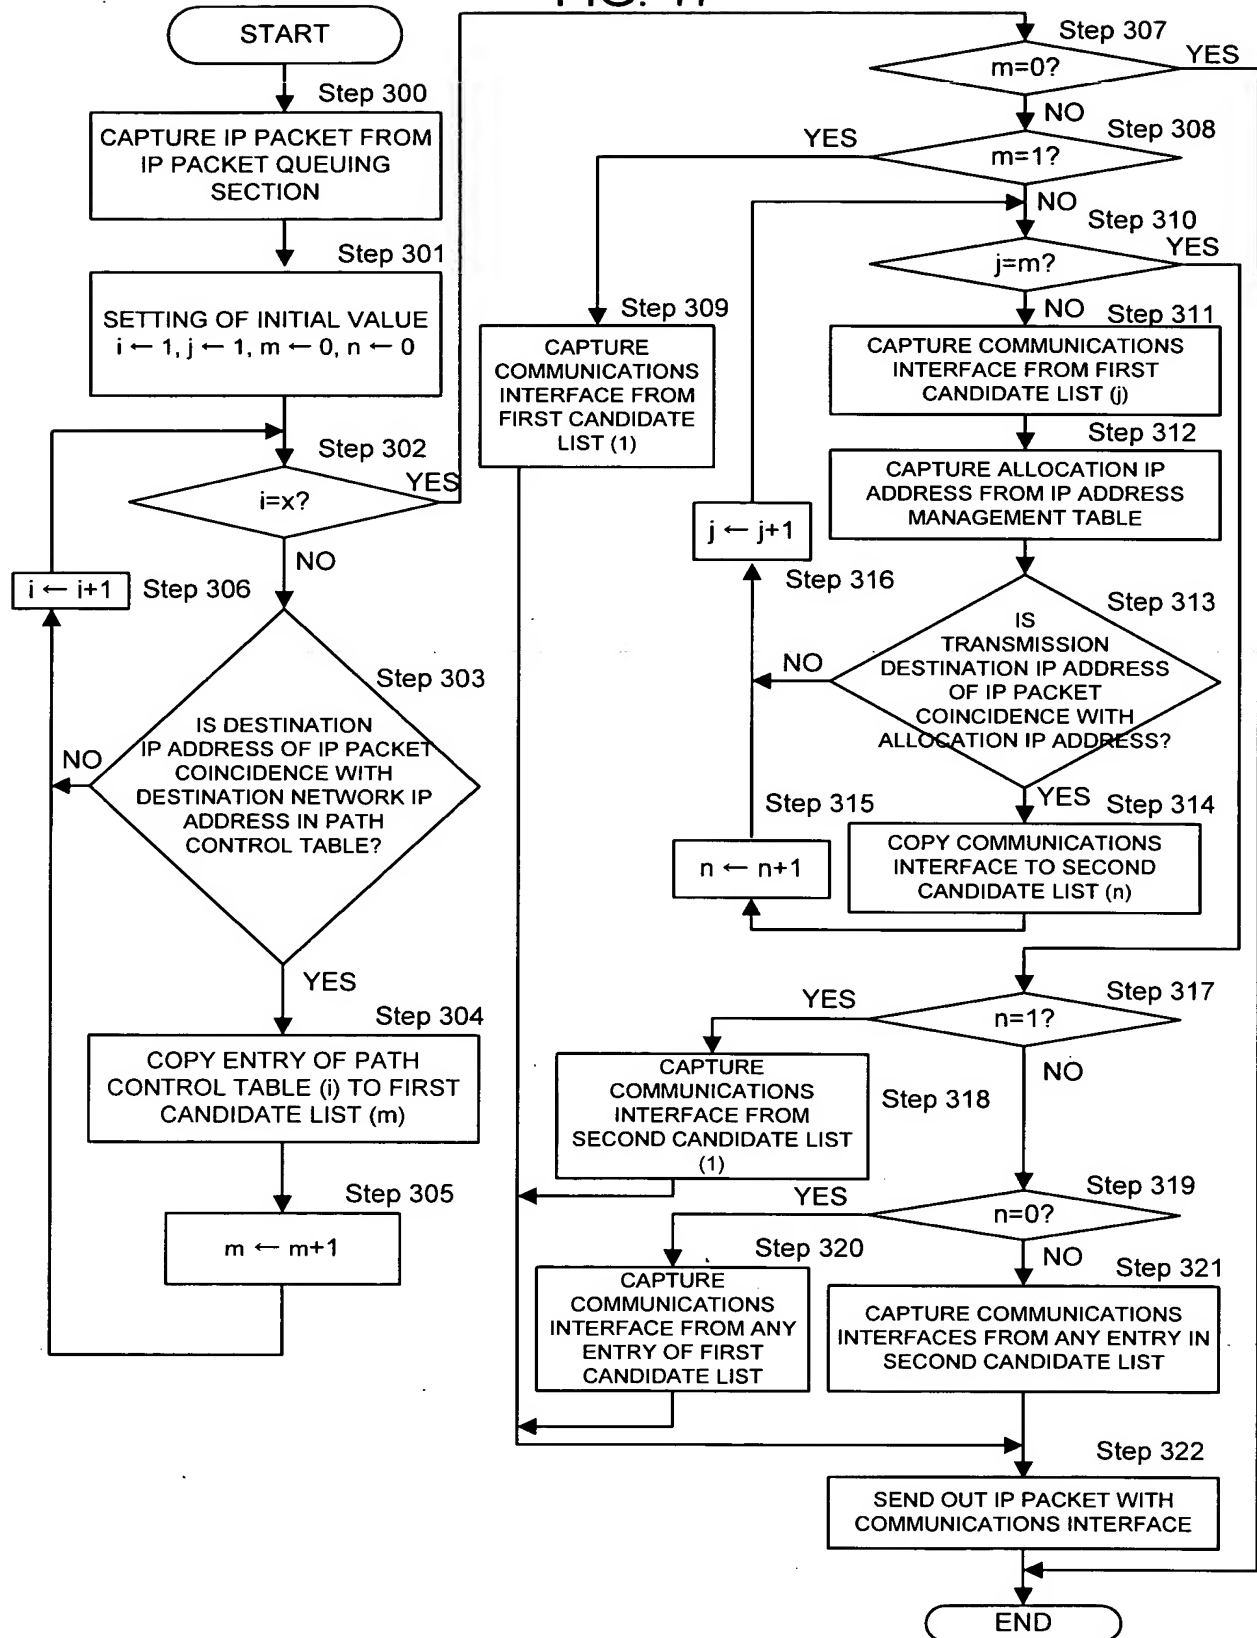 START
Step 300
CAPTURE IP PACKET FROM
IP PACKET QUEUING
SECTION
Step 301
SETTING OF INITIAL VALUE
i ← 1, j ← 1, m ← 0, n ← 0
Step 302
i=x?
YES
NO
i ← i+1
Step 306
Step 303
IS DESTINATION
IP ADDRESS OF IP PACKET
COINCIDENCE WITH
DESTINATION NETWORK IP
ADDRESS IN PATH
CONTROL TABLE?
NO
YES
Step 304
COPY ENTRY OF PATH
CONTROL TABLE (i) TO FIRST
CANDIDATE LIST (m)
Step 305
m ← m+1
Step 307
m=0?
YES
NO
Step 308
m=1?
YES
NO
Step 309
CAPTURE
COMMUNICATIONS
INTERFACE FROM
FIRST CANDIDATE
LIST (1)
Step 310
j=m?
YES
NO
Step 311
CAPTURE COMMUNICATIONS
INTERFACE FROM FIRST
CANDIDATE LIST (j)
Step 312
CAPTURE ALLOCATION IP
ADDRESS FROM IP ADDRESS
MANAGEMENT TABLE
j ← j+1
Step 316
Step 313
IS
TRANSMISSION
DESTINATION IP ADDRESS
OF IP PACKET
COINCIDENCE WITH
ALLOCATION IP ADDRESS?
NO
YES
Step 315
n ← n+1
Step 314
COPY COMMUNICATIONS
INTERFACE TO SECOND
CANDIDATE LIST (n)
Step 317
n=1?
YES
NO
CAPTURE
COMMUNICATIONS
INTERFACE FROM
SECOND CANDIDATE LIST
(1)
Step 318
Step 319
n=0?
YES
NO
Step 320
CAPTURE
COMMUNICATIONS
INTERFACE FROM ANY
ENTRY OF FIRST
CANDIDATE LIST
Step 321
CAPTURE COMMUNICATIONS
INTERFACES FROM ANY ENTRY IN
SECOND CANDIDATE LIST
Step 322
SEND OUT IP PACKET WITH
COMMUNICATIONS INTERFACE
END